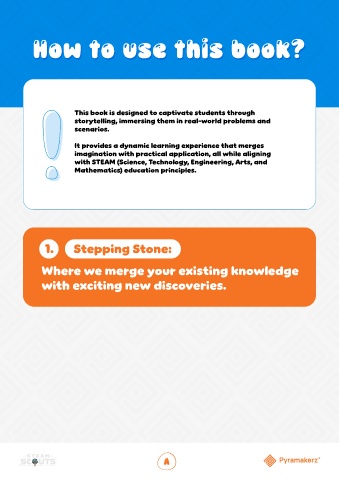 How to use this book?
This book is designed to captivate students through
storytelling, immersing them in real-world problems and
scenarios.
It provides a dynamic learning experience that merges
imagination with practical application, all while aligning
with STEAM (Science, Technology, Engineering, Arts, and
Mathematics) education principles.
1. Stepping Stone:
Where we merge your existing knowledge
with exciting new discoveries.
STEAM
SCOUTS
A
Pyramakerz